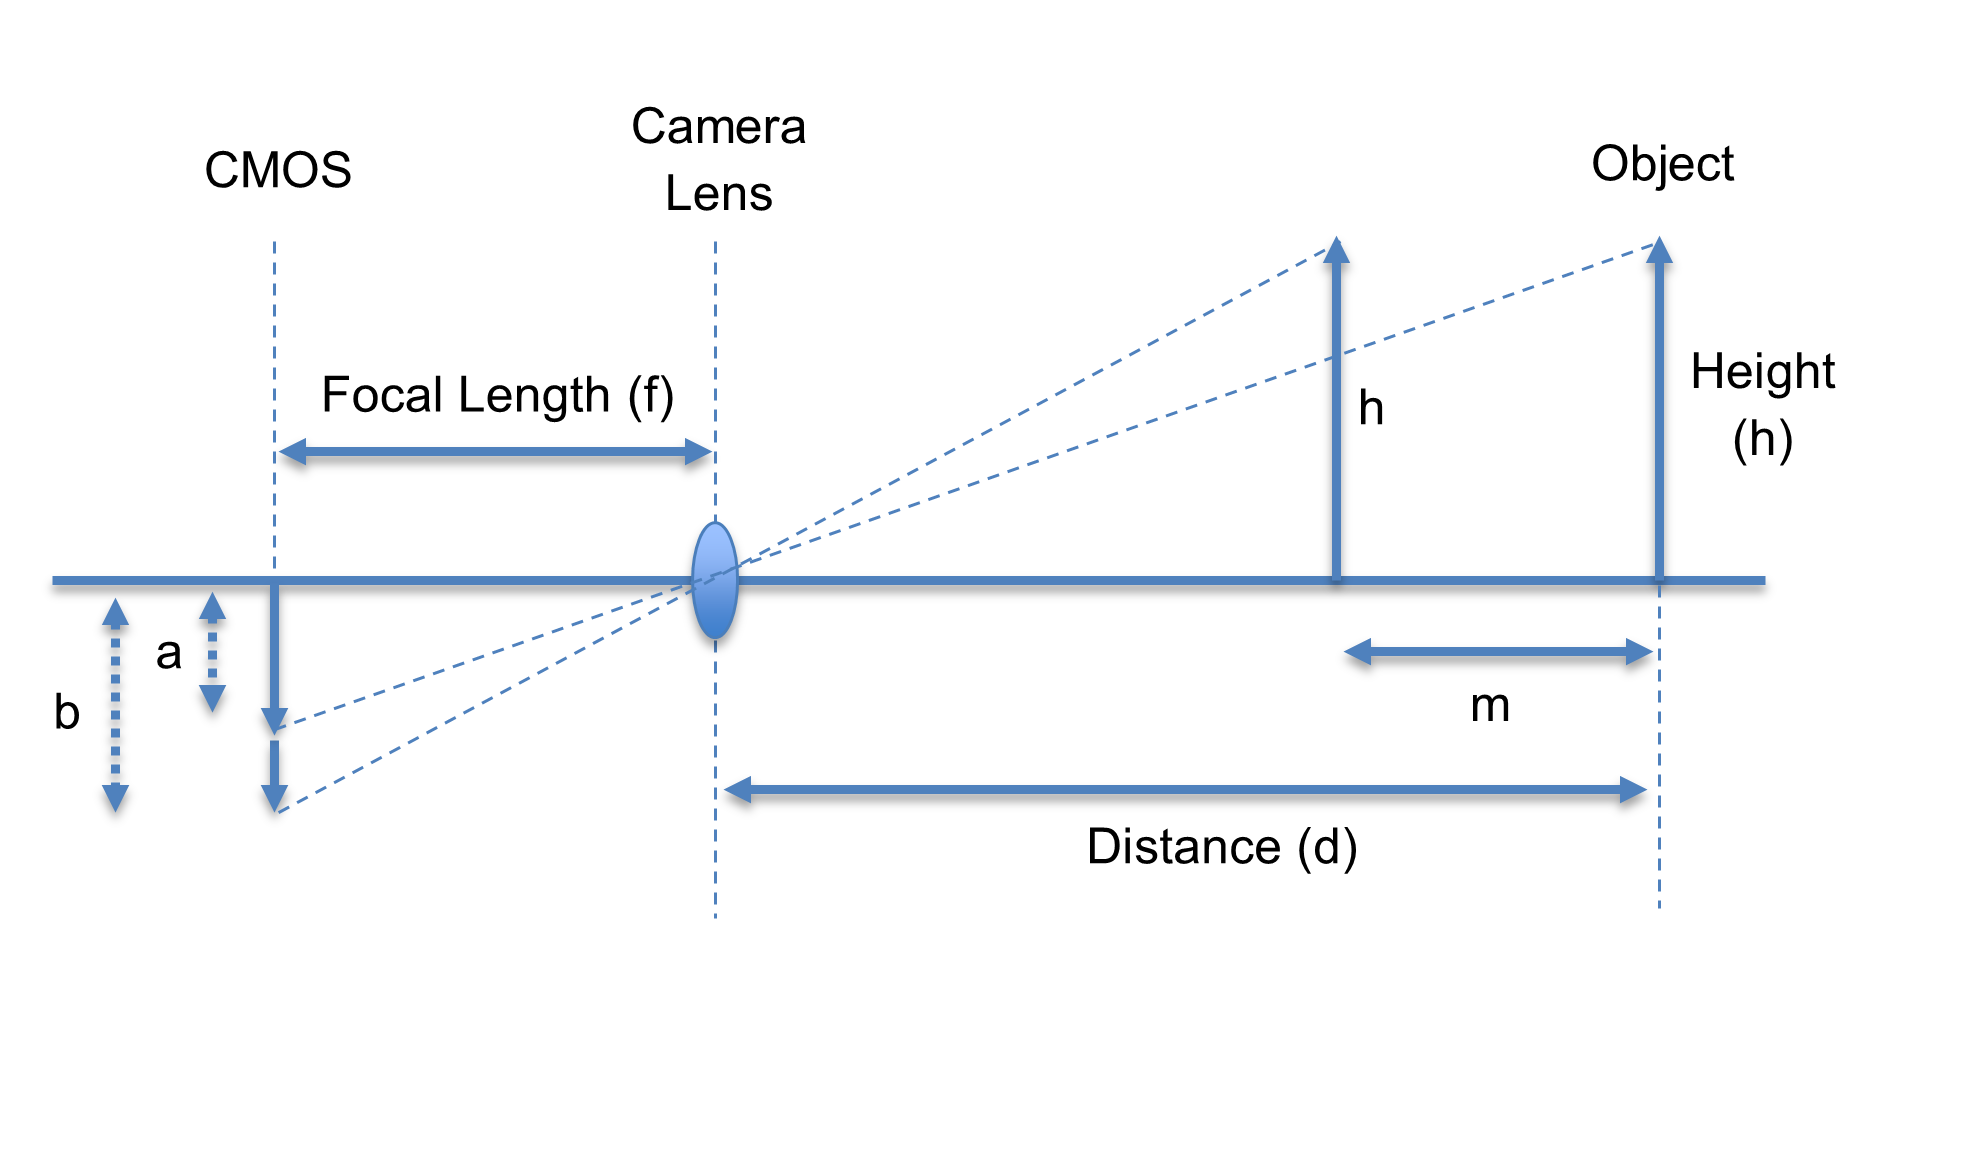 Camera
Lens
CMOS
Object
Focal Length (f)
h
Height
(h)
a
b
m
Distance (d)